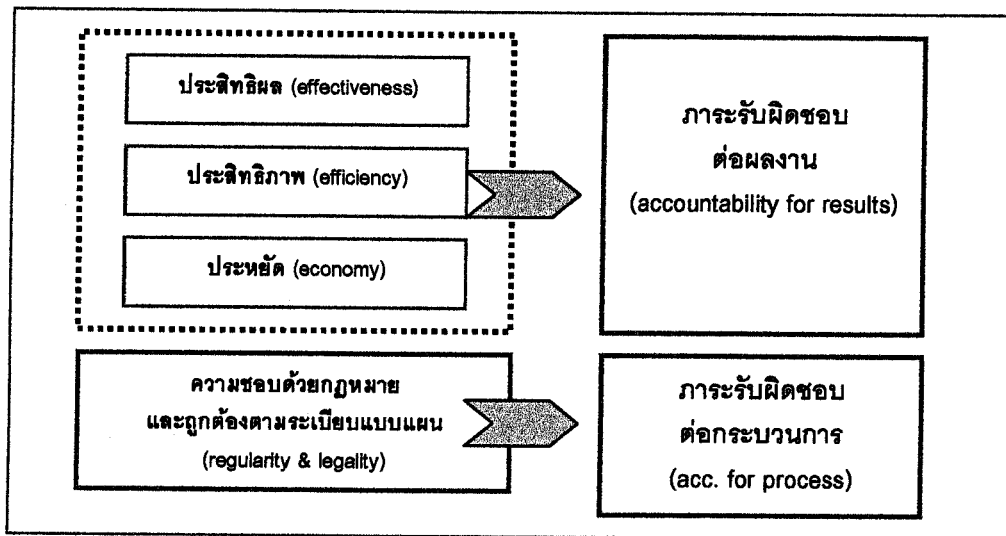 ประสิทธิผล (effectiveness)
ประสิทธิภาพ (efficiency)
ประหยัด (economy)
ภาระรับผิดชอบ
ต่อผลงาน
(accountability for results)
ความชอบด้วยกฎหมาย
และถูกต้องตามระเบียบแบบแผน
(regularity & legality)
ภาระรับผิดชอบ
ต่อกระบวนการ
(acc. for process)